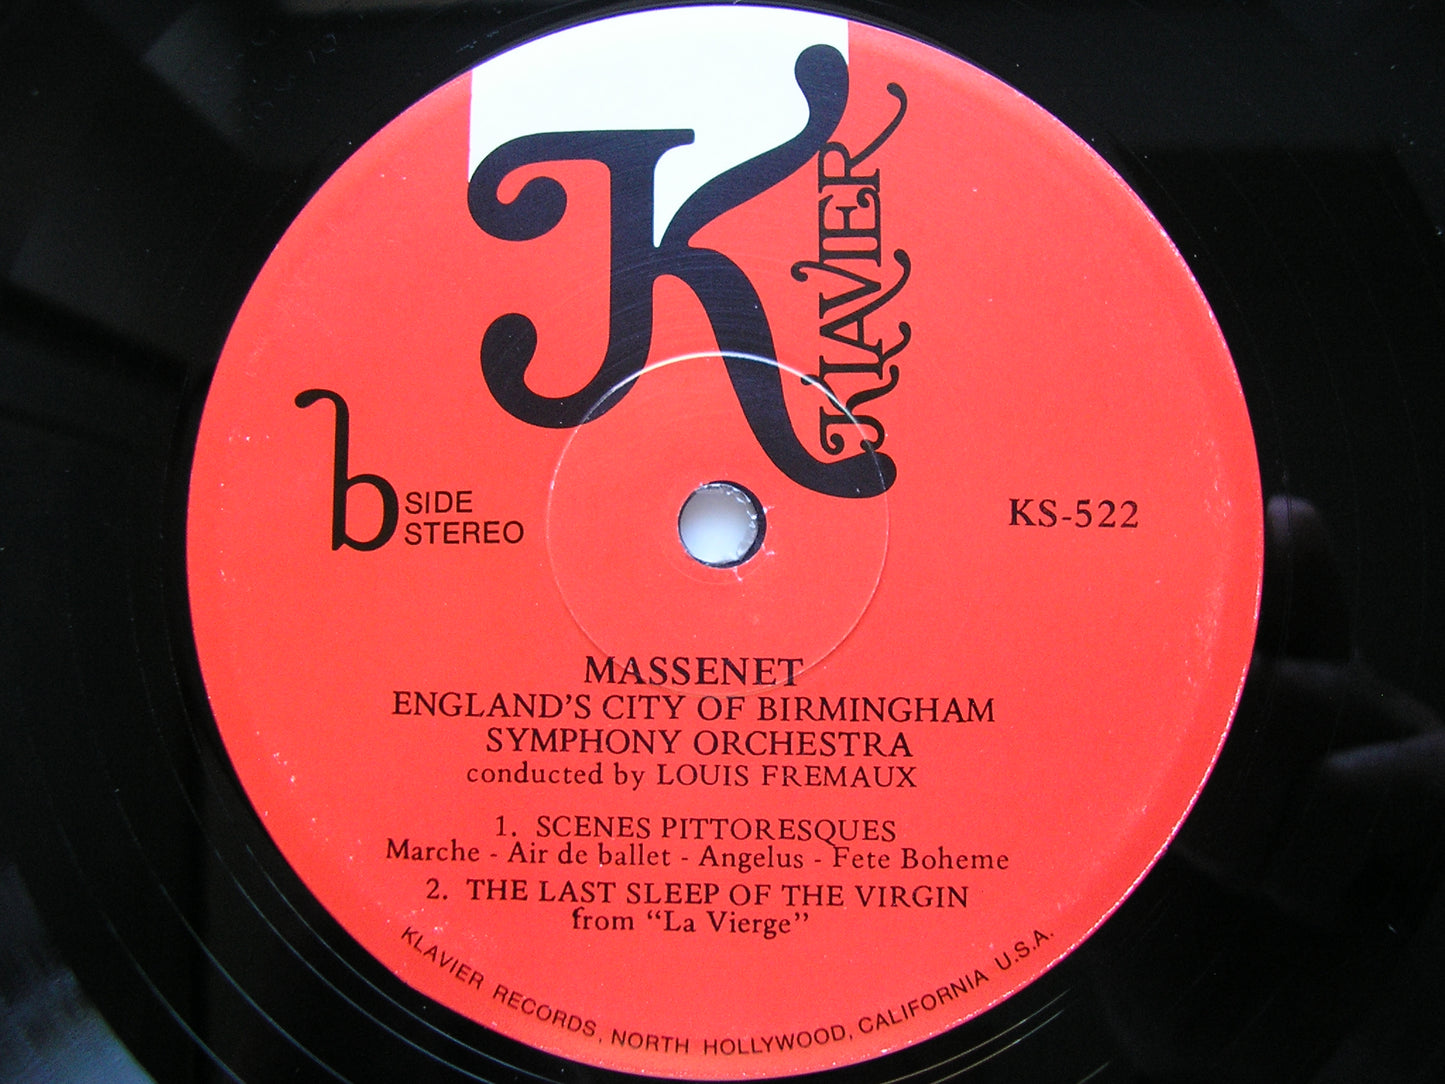 K
KLAVIER
b SIDE
STEREO
KS-522
MASSENET
ENGLAND'S CITY OF BIRMINGHAM
SYMPHONY ORCHESTRA
conducted by LOUIS FREMAUX
1. SCENES PITTORESQUES
Marche - Air de ballet - Angelus - Fete Boheme
2. THE LAST SLEEP OF THE VIRGIN
from “La Vierge”
KLAVIER RECORDS, NORTH HOLLYWOOD, CALIFORNIA U.S.A.